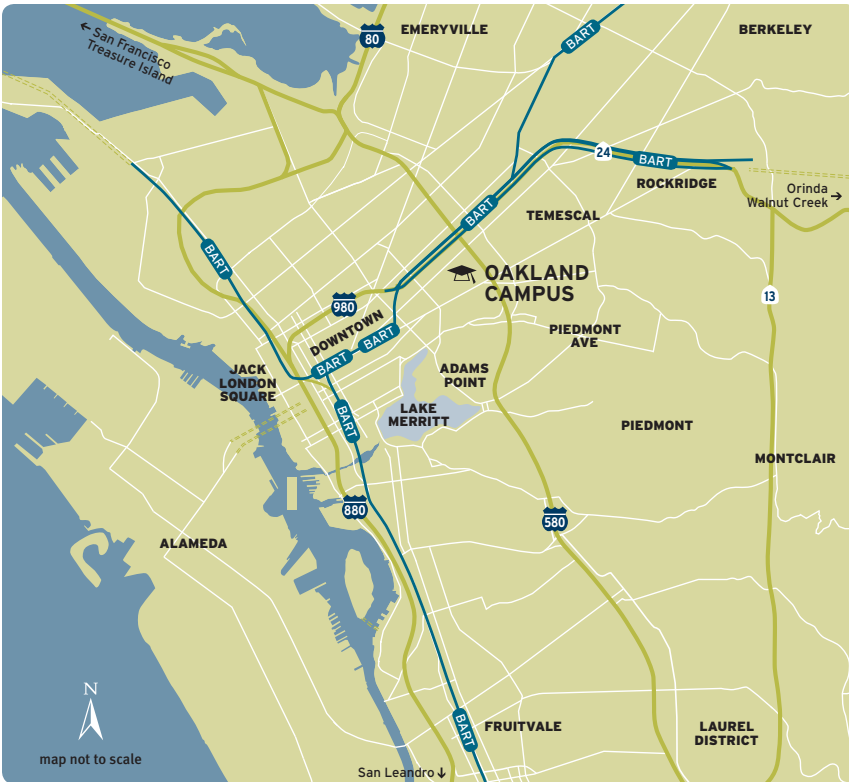 EMERYVILLE
BERKELEY
80
BART
← San Francisco
Treasure Island
24
BART
ROCKRIDGE
Orinda
Walnut Creek →
BART
TEMESCAL
BART
OAKLAND
CAMPUS
13
980
DOWNTOWN
PIEDMONT
AVE
BART
BART
JACK
LONDON
SQUARE
ADAMS
POINT
LAKE
MERRITT
BART
PIEDMONT
MONTCLAIR
880
580
ALAMEDA
N
map not to scale
BART
FRUITVALE
LAUREL
DISTRICT
San Leandro ↓